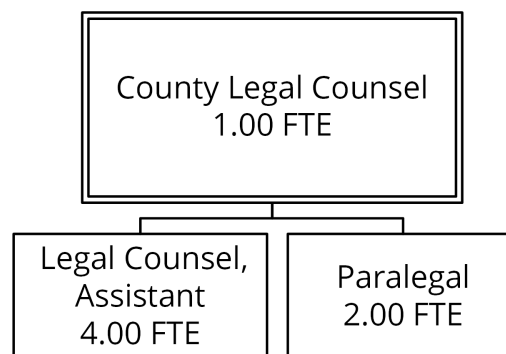 County Legal Counsel
1.00 FTE
Legal Counsel,
Assistant
4.00 FTE
Paralegal
2.00 FTE